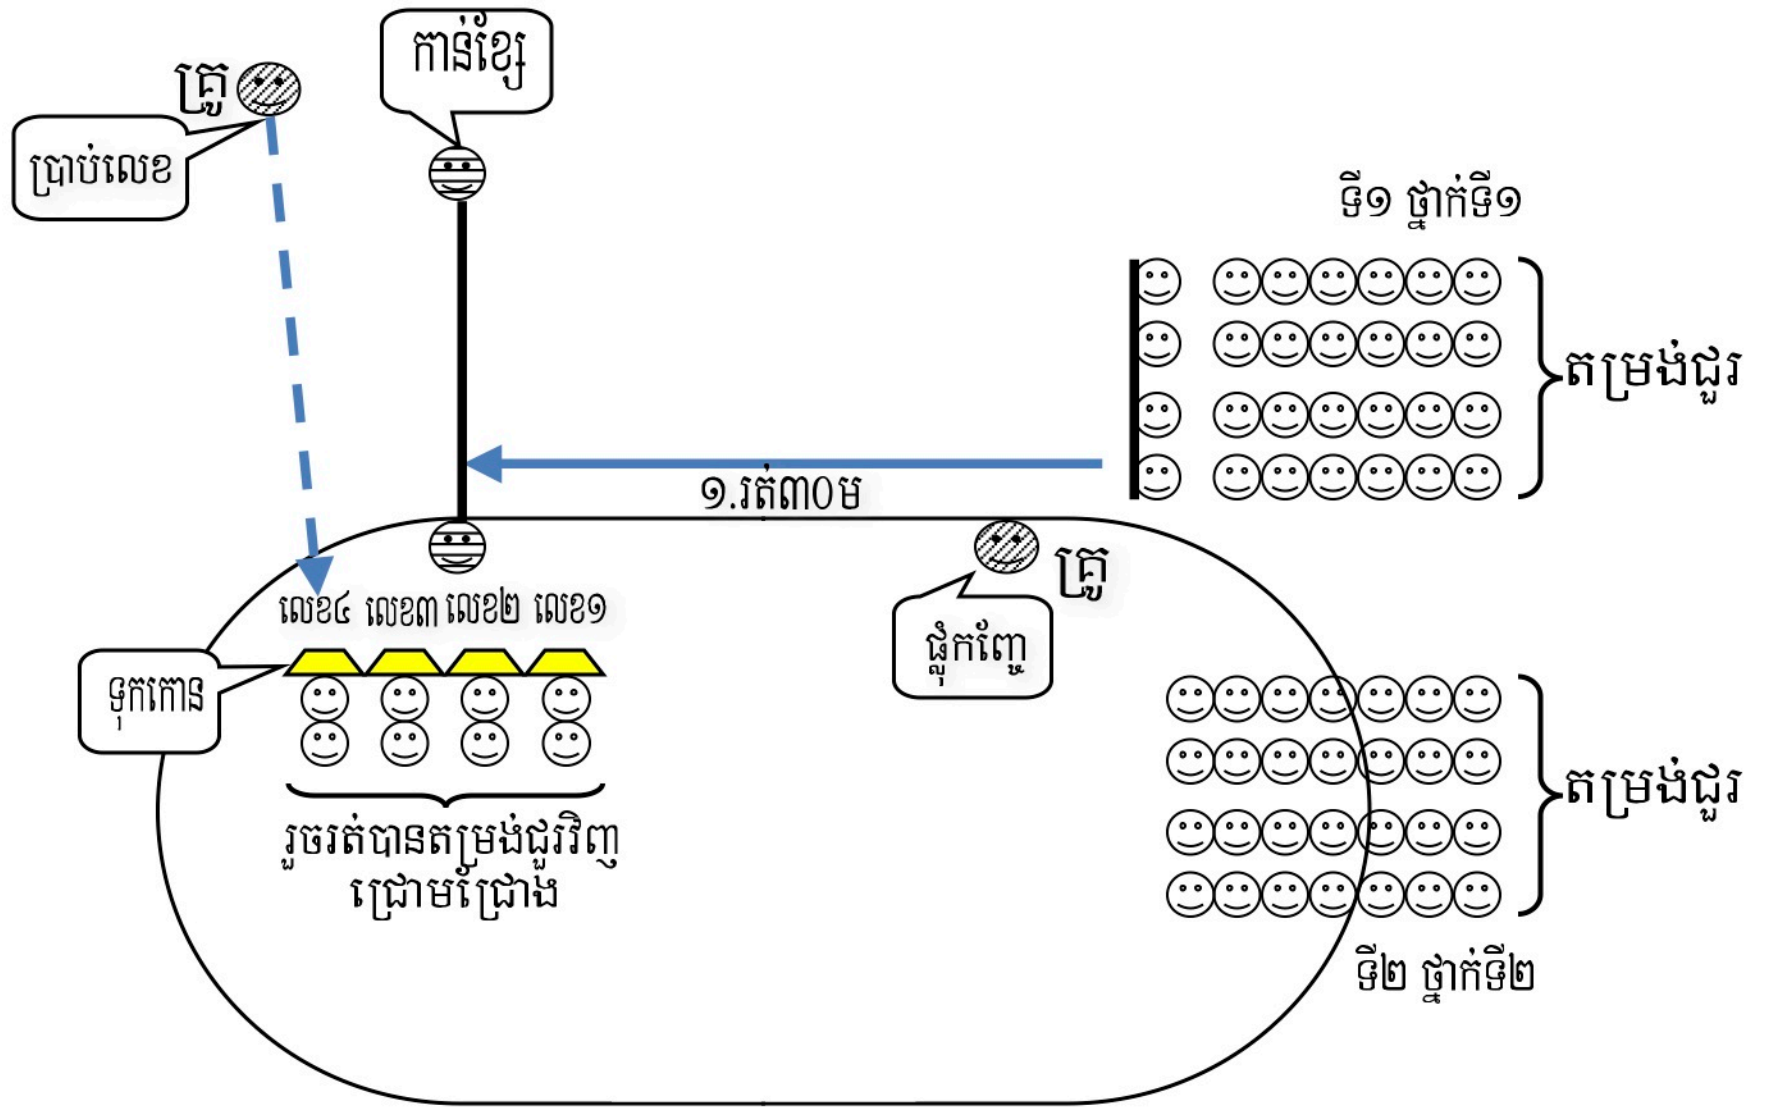 កាន់ខ្សែ
គ្រូ
ប្រាប់លេខ
ទី១ ថ្នាក់ទី១
តម្រង់ជួរ
១.រត់៣០ម
គ្រូ
ផ្លុំកញ្ចែ
លេខ៤ លេខ៣ លេខ២ លេខ១
ទុកកោន
រួចរត់បានតម្រង់ជួរវិញ
ជ្រោមជ្រែង
តម្រង់ជួរ
ទី២ ថ្នាក់ទី២